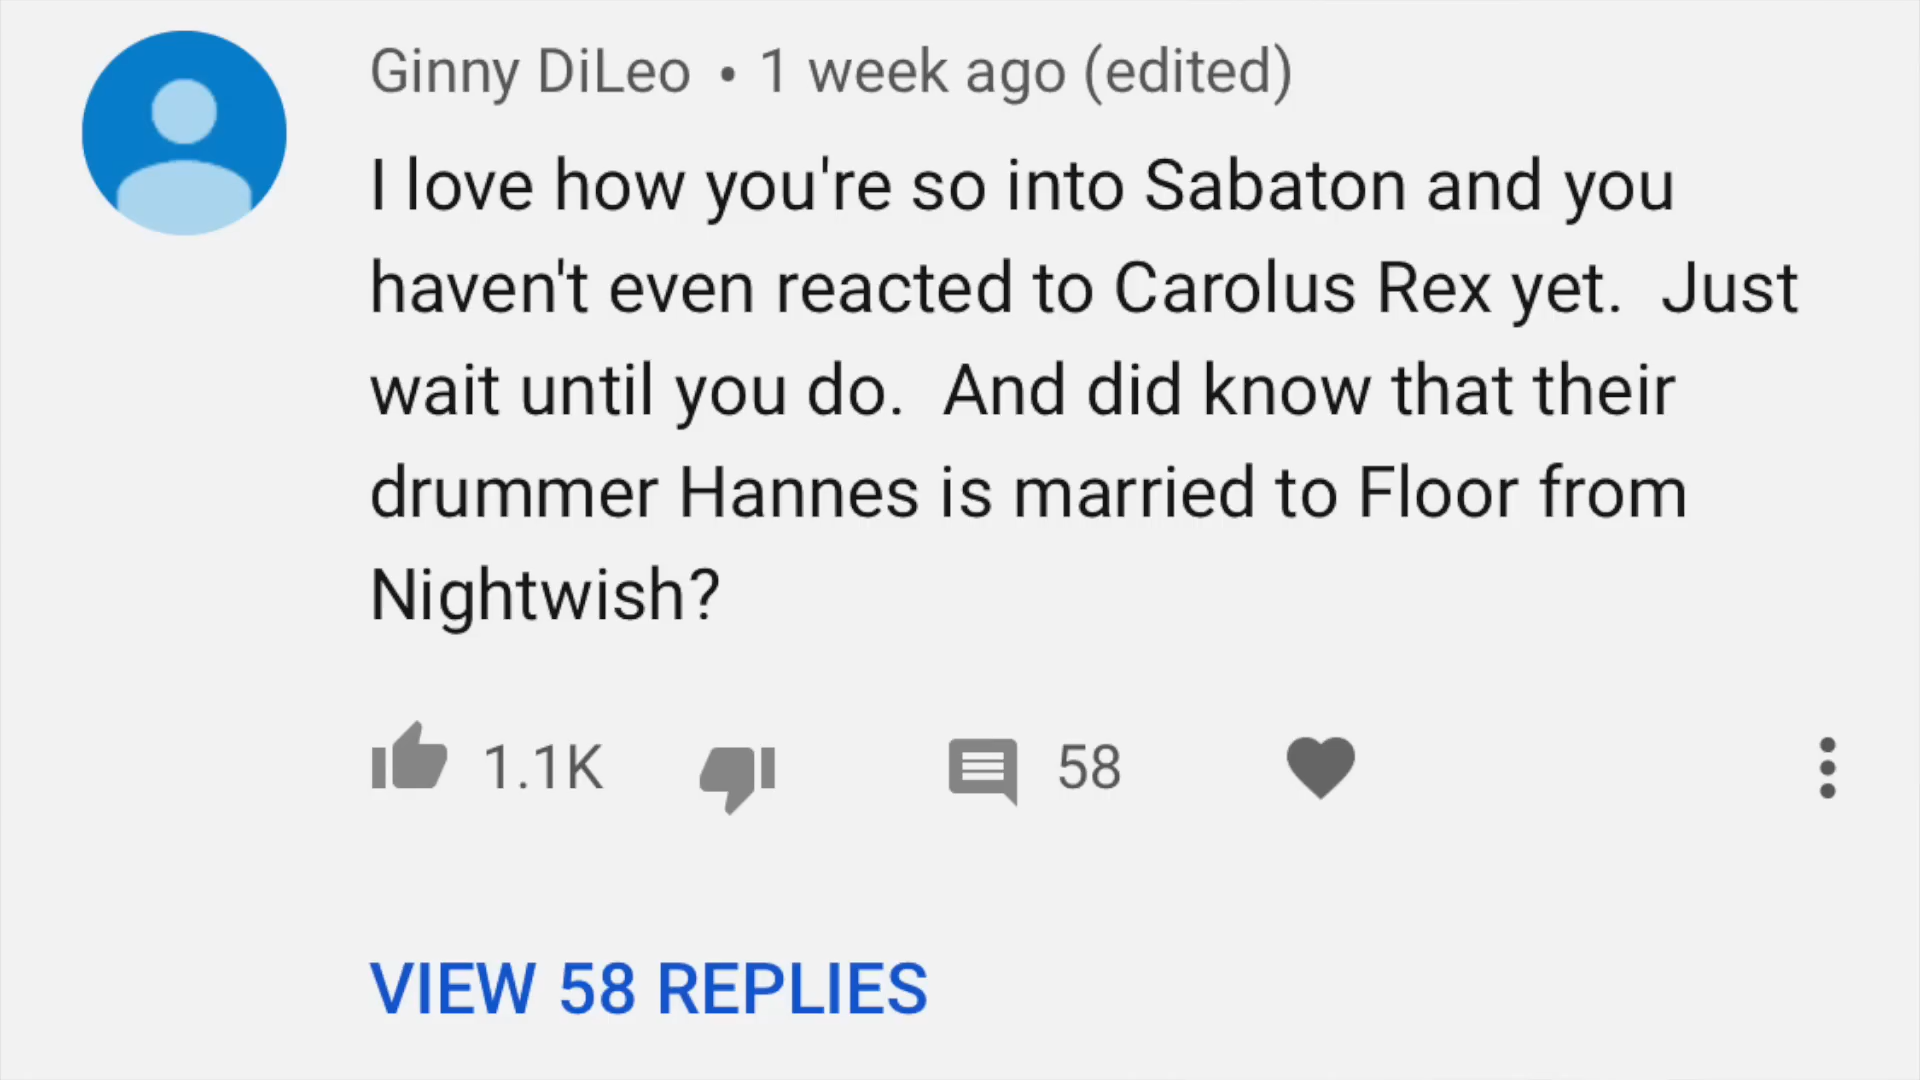 Ginny DiLeo • 1 week ago (edited)
I love how you're so into Sabaton and you
haven't even reacted to Carolus Rex yet.  Just
wait until you do.  And did know that their
drummer Hannes is married to Floor from
Nightwish?
1.1K 58
VIEW 58 REPLIES